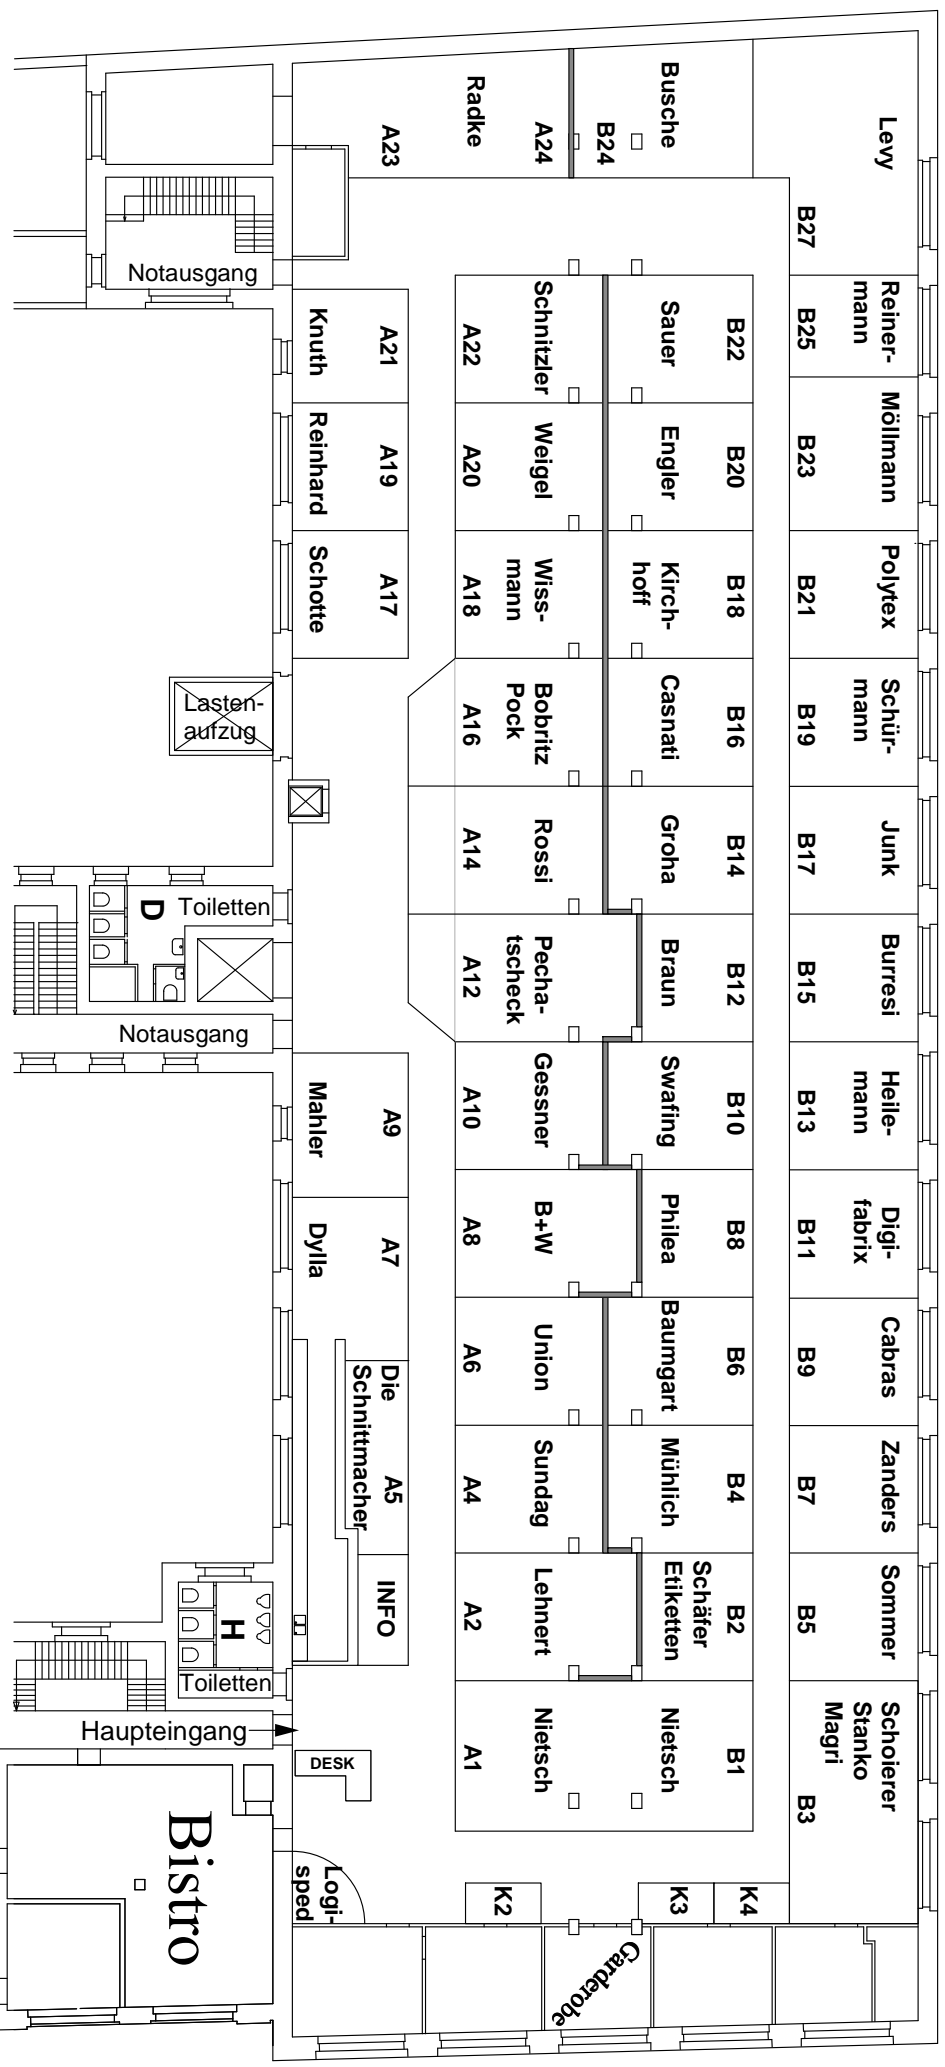 Levy
B27
Busche
B24
A24
Radke
A23
Notausgang
Reiner-
mann
B25
B22
Sauer
Schnitzler
A22
A21
Knuth
Möllmann
B23
B20
Engler
Weigel
A20
A19
Reinhard
Polytex
B21
B18
Kirch-
hoff
Wiss-
mann
A18
A17
Schotte
Schür-
mann
B19
B16
Casnati
Bobritz
Pock
A16
Lasten-
aufzug
Junk
B17
B14
Groha
Rossi
A14
Toiletten
D
Burresi
B15
B12
Braun
Pecha-
tscheck
A12
Notausgang
Heile-
mann
B13
B10
Swafing
Gessner
A10
A9
Mahler
Digi-
fabrix
B11
B8
Philea
B+W
A8
A7
Dylla
Cabras
B9
B6
Baumgart
Union
A6
Die
Schnittmacher
A5
Zanders
B7
B4
Mühlich
Sundag
A4
Sommer
B5
B2
Schäfer
Etiketten
Lehnert
A2
INFO
H
Toiletten
Schoierer
Stanko
Magri
B3
B1
Nietsch
Nietsch
A1
Haupteingang
DESK
Bistro
Logi-
sped
K2
K3
K4
Garderobe